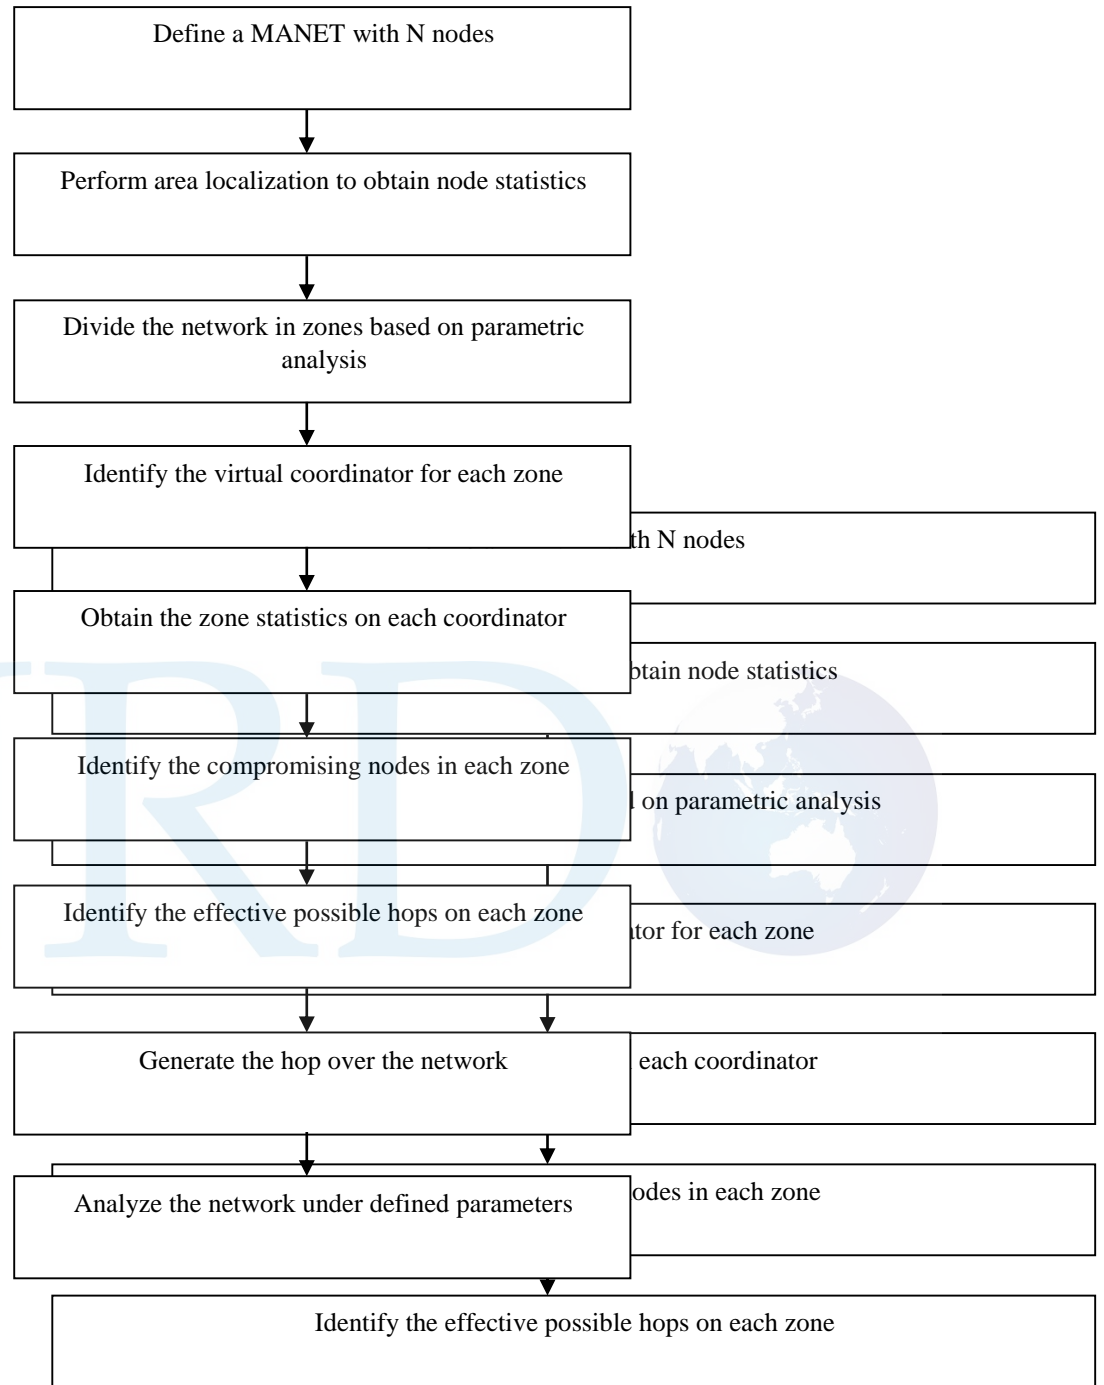 Define a MANET with N nodes
Perform area localization to obtain node statistics
Divide the network in zones based on parametric
analysis
Identify the virtual coordinator for each zone
N nodes
Obtain the zone statistics on each coordinator
node statistics
Identify the compromising nodes in each zone
on parametric analysis
Identify the effective possible hops on each zone
for each zone
Generate the hop over the network
each coordinator
Analyze the network under defined parameters
in each zone
Identify the effective possible hops on each zone